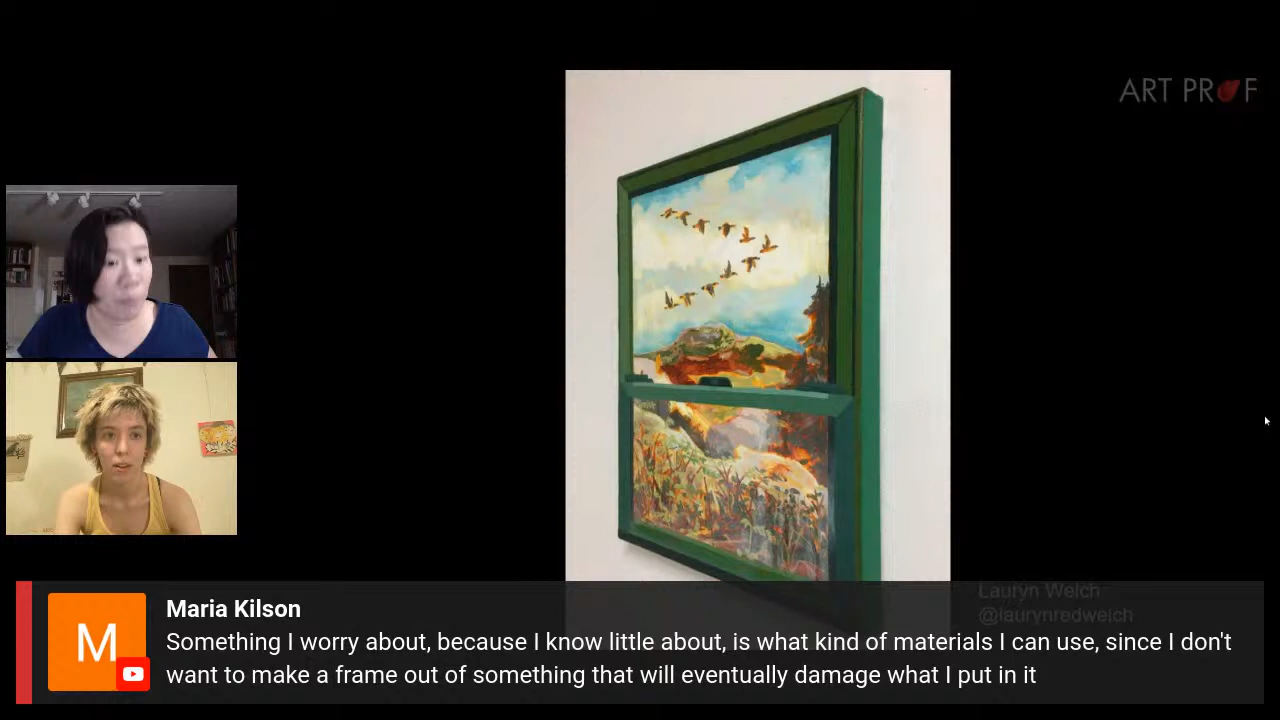 ART PROF
Lauryn Welch
@laurynredwelch
M
Maria Kilson
Something I worry about, because I know little about, is what kind of materials I can use, since I don't
want to make a frame out of something that will eventually damage what I put in it